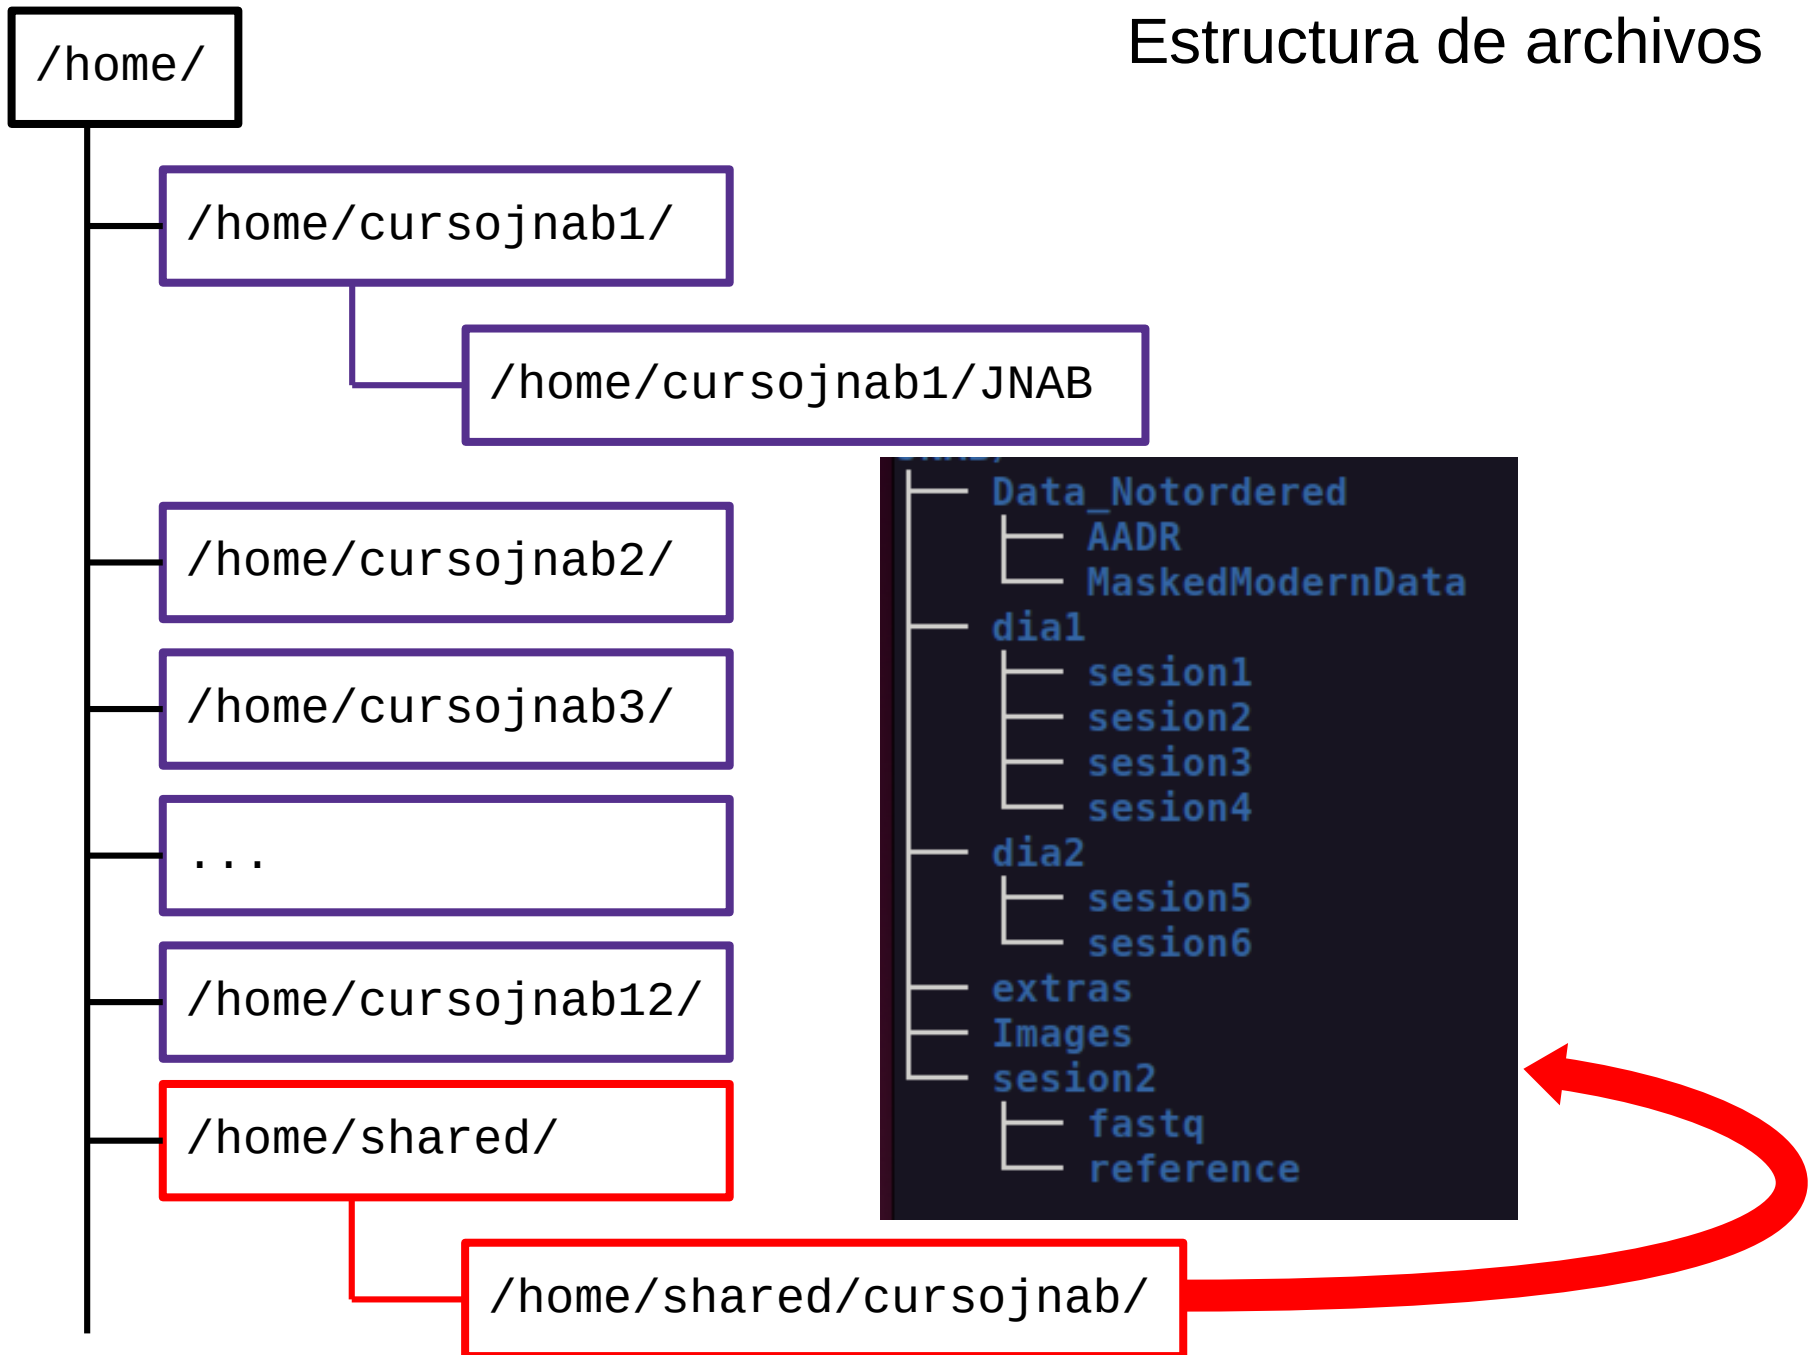 Estructura de archivos
/home/
/home/cursojnab1/
/home/cursojnab1/JNAB
/home/cursojnab2/
/home/cursojnab3/
...
/home/cursojnab12/
/home/shared/
/home/shared/cursojnab/
Data_Notordered
AADR
MaskedModernData
dia1
sesion1
sesion2
sesion3
sesion4
dia2
sesion5
sesion6
extras
Images
sesion2
fastq
reference